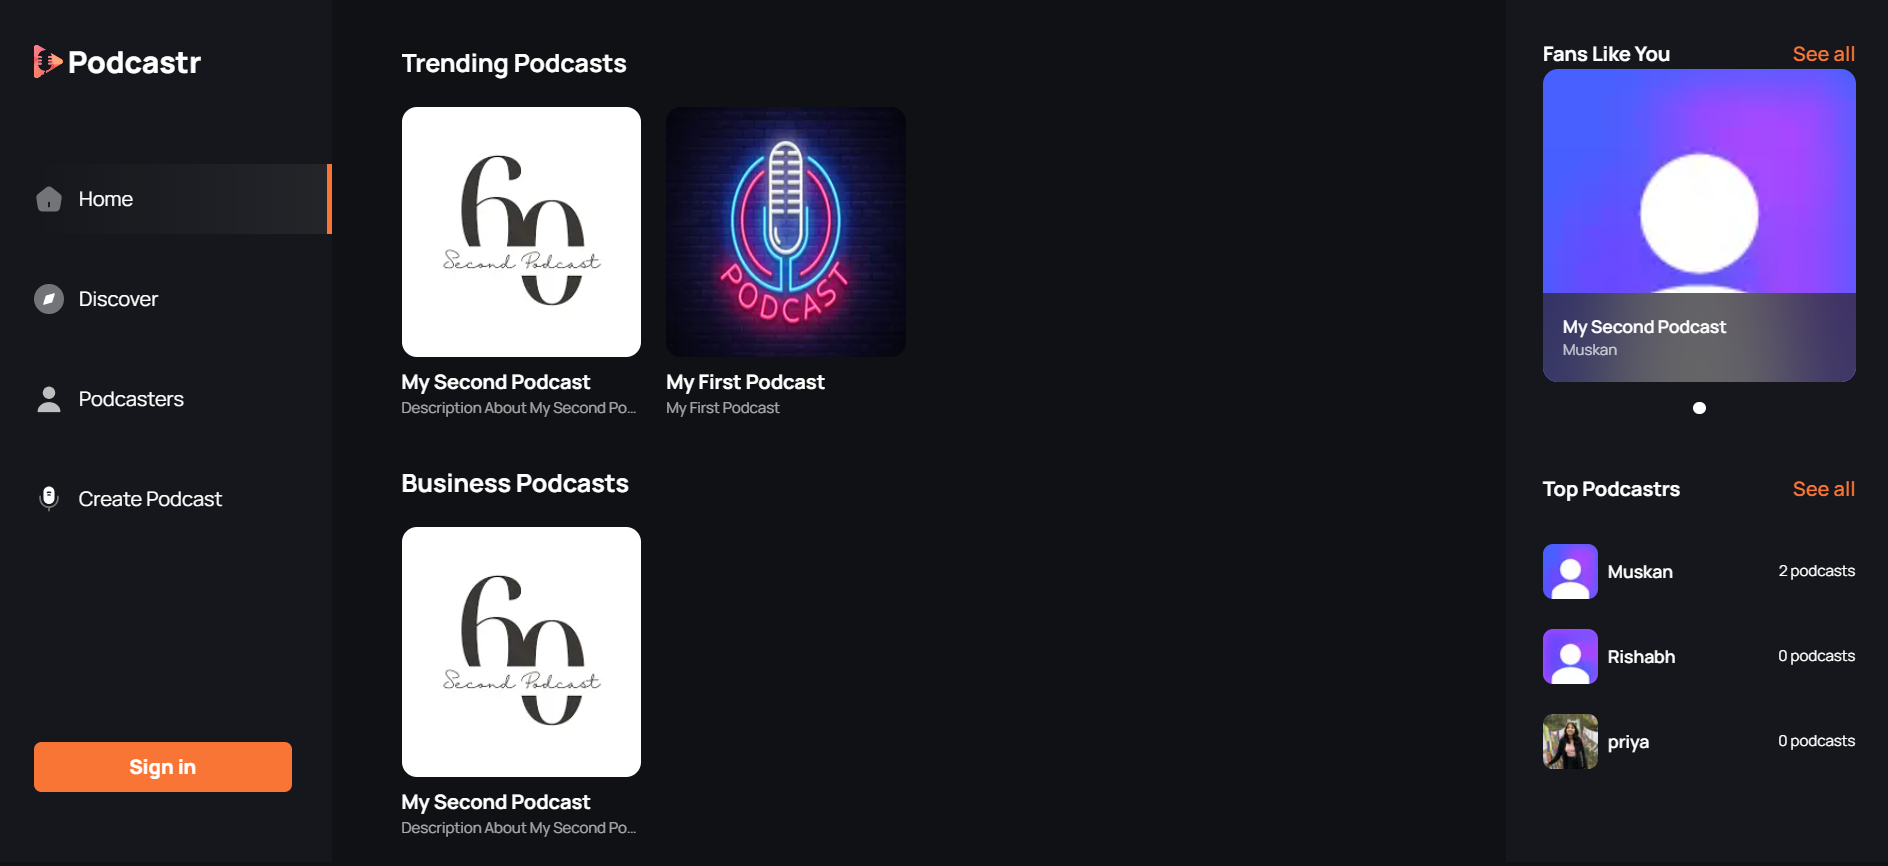 Podcastr
Home
Discover
Podcasters
Create Podcast
Sign in
Trending Podcasts
Second Podcast
PODCAST
My Second Podcast
Description About My Second Po...
My First Podcast
My First Podcast
Business Podcasts
Second Podcast
My Second Podcast
Description About My Second Po...
Fans Like You
See all
My Second Podcast
Muskan
Top Podcastrs
See all
Muskan
2 podcasts
Rishabh
0 podcasts
priya
0 podcasts